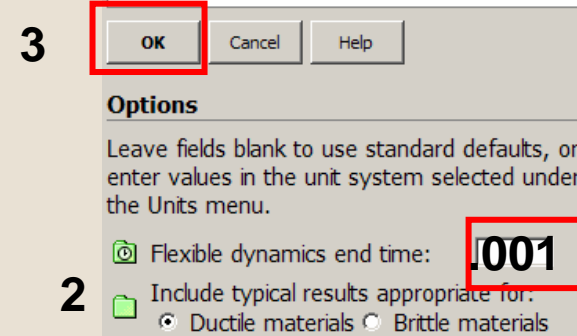 3
OK Cancel Help
Options
Leave fields blank to use standard defaults, or
enter values in the unit system selected under
the Units menu.
Flexible dynamics end time: .001
2
Include typical results appropriate for:
Ductile materials Brittle materials